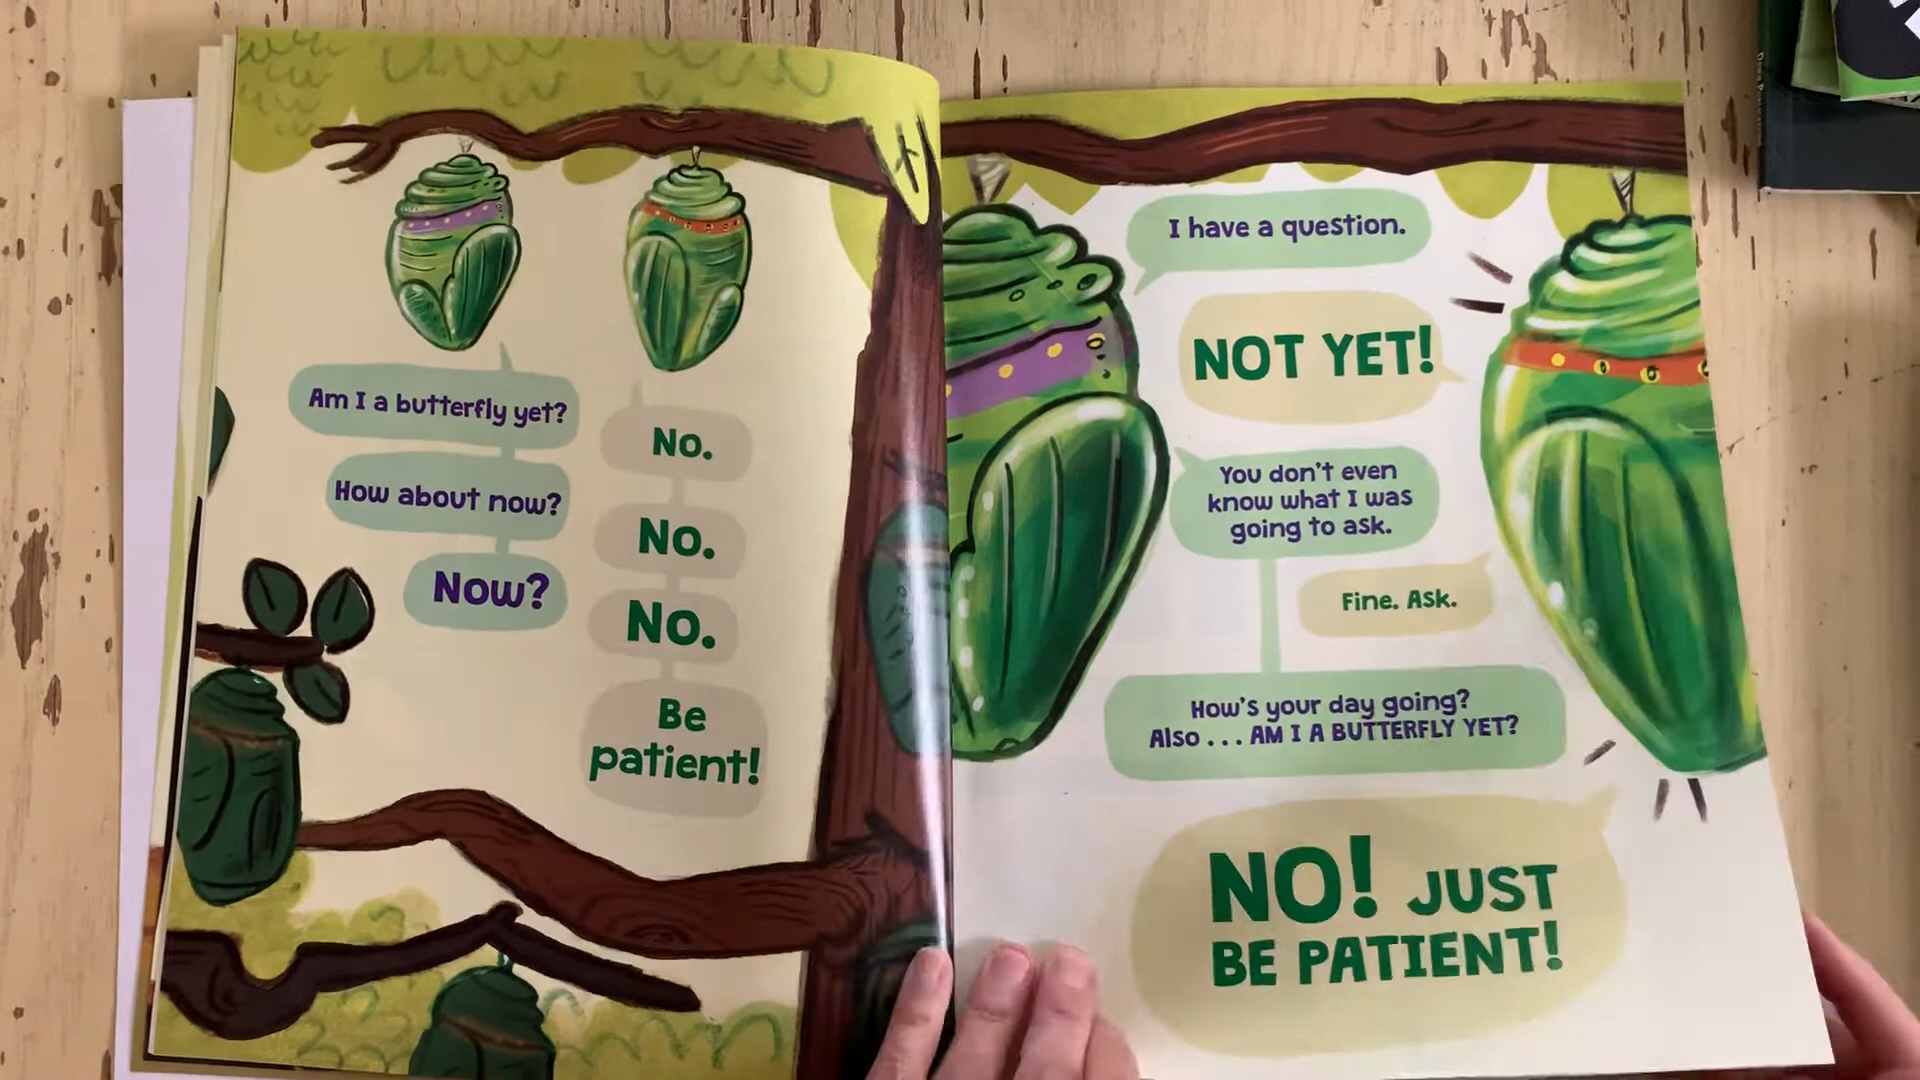 Am I a butterfly yet?
No.
How about now?
No.
Now?
No.
Be
patient!
I have a question.
NOT YET!
You don't even
know what I was
going to ask.
Fine. Ask.
How's your day going?
Also . . . AM I A BUTTERFLY YET?
NO! JUST
BE PATIENT!